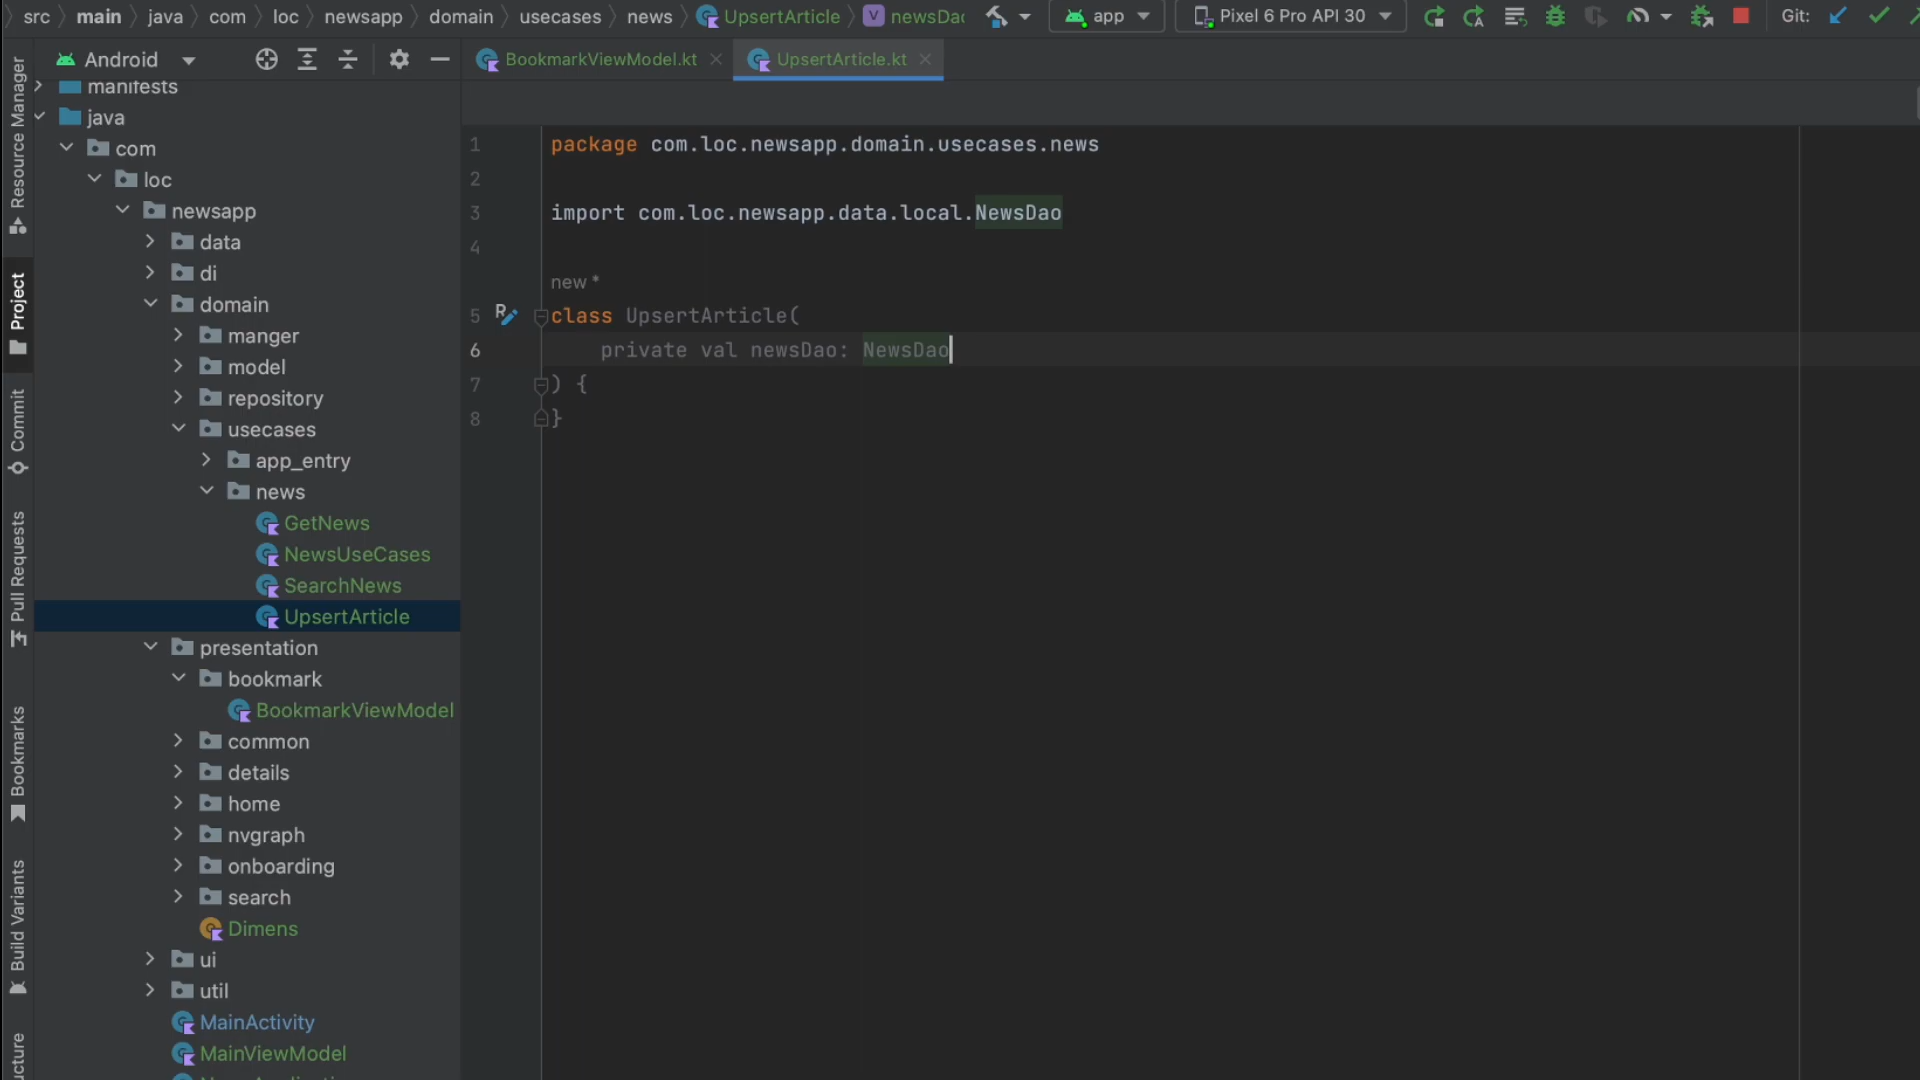 src main java com loc newsapp domain usecases news UpsertArticle newsDao app Pixel 6 Pro API 30 Git:
Android
BookmarkViewModel.kt
UpsertArticle.kt
Resource Manager
Project
Commit
Pull Requests
Bookmarks
Build Variants
manifests
java
com
loc
newsapp
data
di
domain
manger
model
repository
usecases
app_entry
news
GetNews
NewsUseCases
SearchNews
UpsertArticle
presentation
bookmark
BookmarkViewModel
common
details
home
nvgraph
onboarding
search
Dimens
ui
util
MainActivity
MainViewModel
1 package com.loc.newsapp.domain.usecases.news
2
3 import com.loc.newsapp.data.local.NewsDao
4
new *
5 class UpsertArticle(
6 private val newsDao: NewsDao
7 ) {
8 }